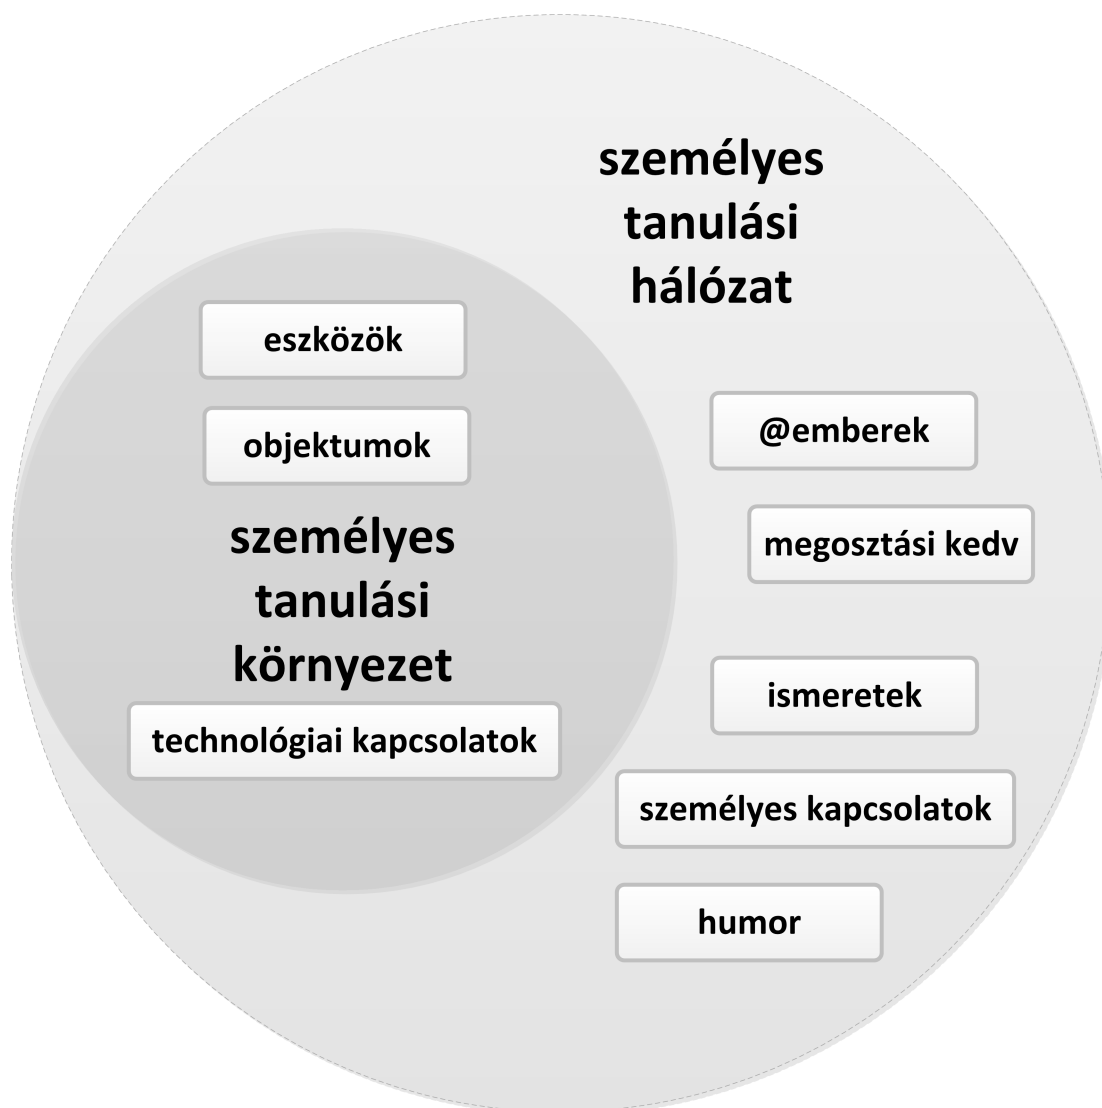 személyes
tanulási
hálózat
eszközök
objektumok
személyes
tanulási
környezet
technológiai kapcsolatok
@emberek
megosztási kedv
ismeretek
személyes kapcsolatok
humor